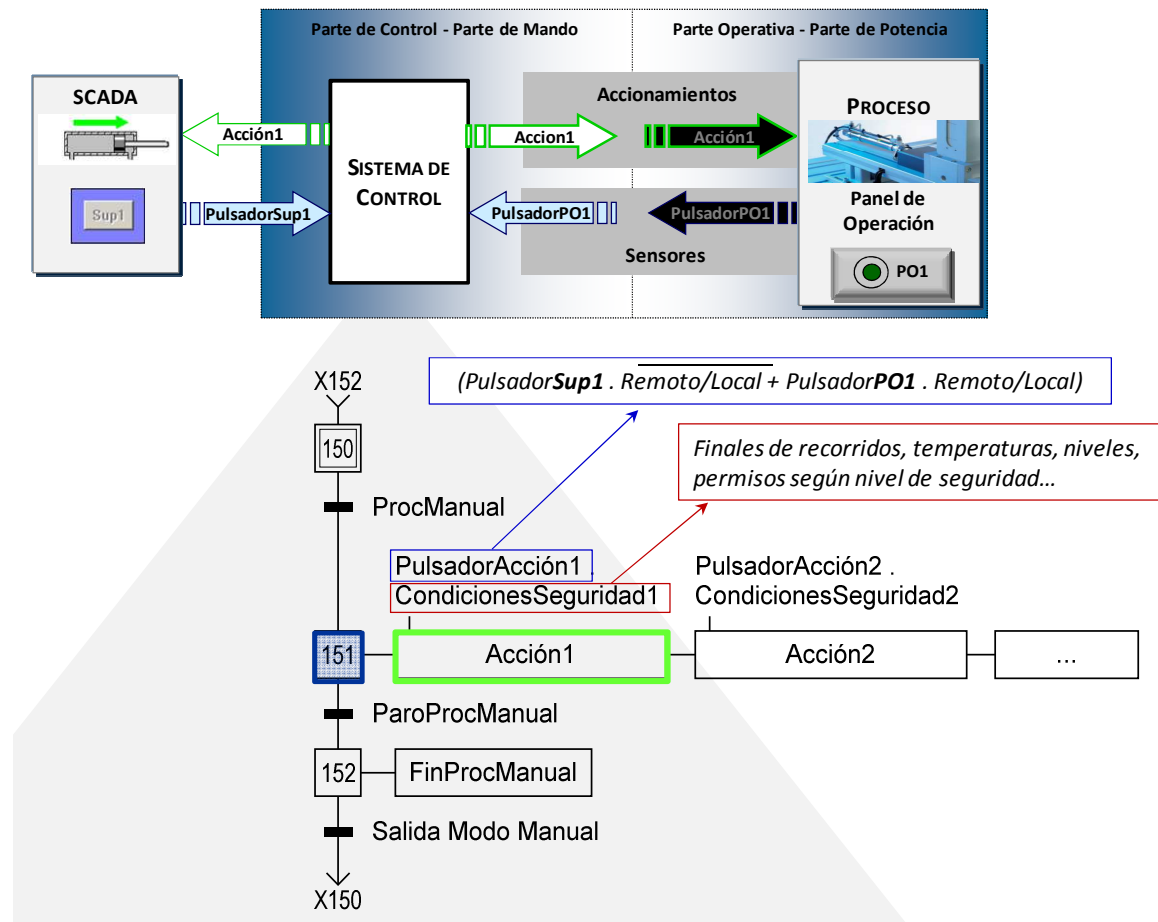 Parte de Control - Parte de Mando
Parte Operativa - Parte de Potencia
SCADA
Acción1
Sup1
PulsadorSup1
SISTEMA DE
CONTROL
Accionamientos
Accion1
Acción1
PulsadorPO1
PulsadorPO1
Sensores
PROCESO
Panel de
Operación
PO1
X152
(PulsadorSup1 . Remoto/Local + PulsadorPO1 . Remoto/Local)
150
Finales de recorridos, temperaturas, niveles,
permisos según nivel de seguridad...
ProcManual
PulsadorAcción1 .
CondicionesSeguridad1
PulsadorAcción2 .
CondicionesSeguridad2
151
Acción1
Acción2
...
ParoProcManual
152
FinProcManual
Salida Modo Manual
X150